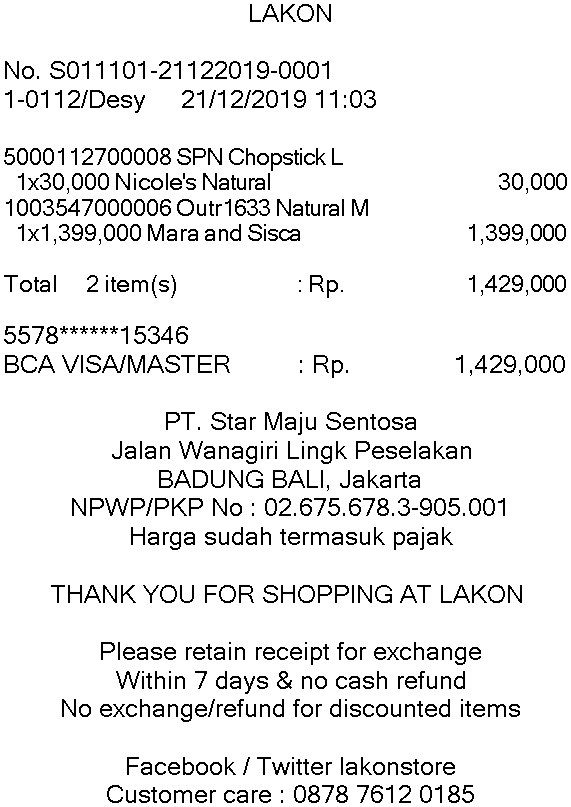 LAKON
No. S011101-21122019-0001
1-0112/Desy 21/12/2019 11:03
5000112700008 SPN Chopstick L
1x30,000 Nicole's Natural 30,000
1003547000006 Outr1633 Natural M
1x1,399,000 Mara and Sisca 1,399,000
Total 2 item(s) : Rp. 1,429,000
5578******15346
BCA VISA/MASTER : Rp. 1,429,000
PT. Star Maju Sentosa
Jalan Wanagiri Lingk Peselakan
BADUNG BALI, Jakarta
NPWP/PKP No : 02.675.678.3-905.001
Harga sudah termasuk pajak
THANK YOU FOR SHOPPING AT LAKON
Please retain receipt for exchange
Within 7 days & no cash refund
No exchange/refund for discounted items
Facebook / Twitter lakonstore
Customer care : 0878 7612 0185